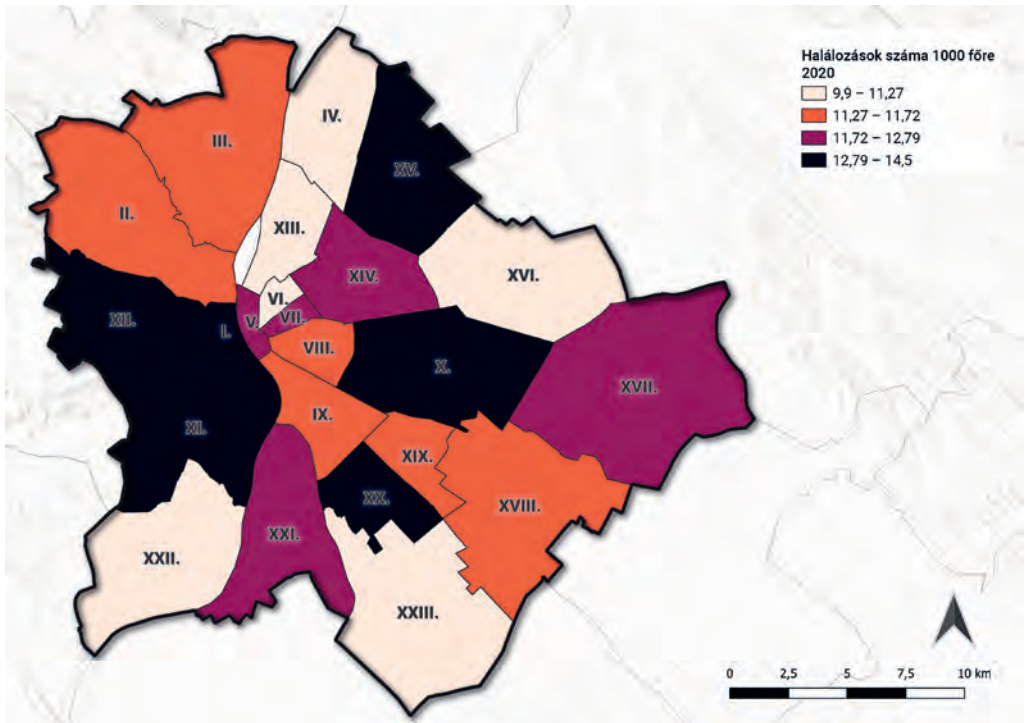 Halálozások száma 1000 főre
2020
9,9 – 11,27
11,27 – 11,72
11,72 – 12,79
12,79 – 14,5
IV.
III.
XV.
II.
XIII.
XIV.
XVI.
VI.
XII.
I.
V.
VII.
VIII.
X.
XVII.
IX.
XI.
XIX.
XX.
XVIII.
XXI.
XXII.
XXIII.
0 2,5 5 7,5 10 km